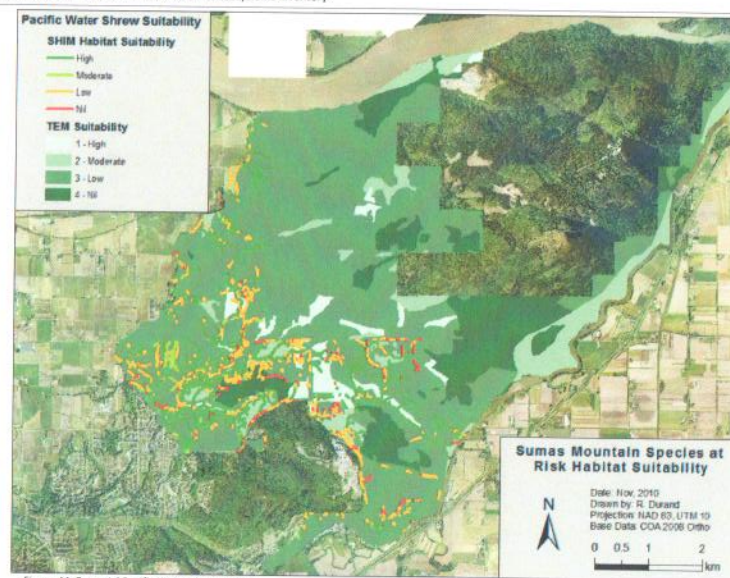 Pacific Water Shrew Suitability
SHIM Habitat Suitability
High
Moderate
Low
Nil
TEM Suitability
1 - High
2 - Moderate
3 - Low
4 - Nil
Sumas Mountain Species at
Risk Habitat Suitability
N
Date: Nov, 2010
Drawn by: R. Durand
Projection: NAD 83, UTM 10
Base Data: COA 2006 Ortho
0 0.5 1 2
km